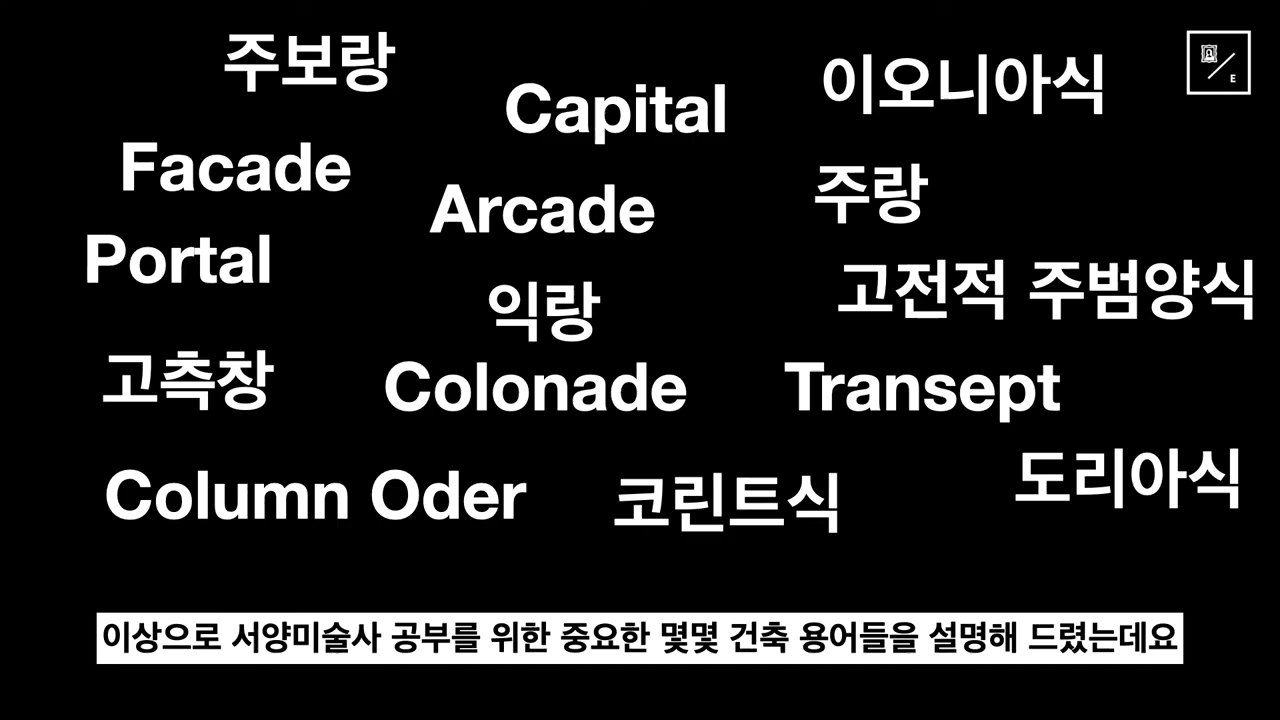 주보랑
Capital
이오니아식
E
Facade
Arcade
주랑
Portal
익랑
고전적 주범양식
고측창
Colonade
Transept
Column Oder
코린트식
도리아식
이상으로 서양미술사 공부를 위한 중요한 몇몇 건축 용어들을 설명해 드렸는데요